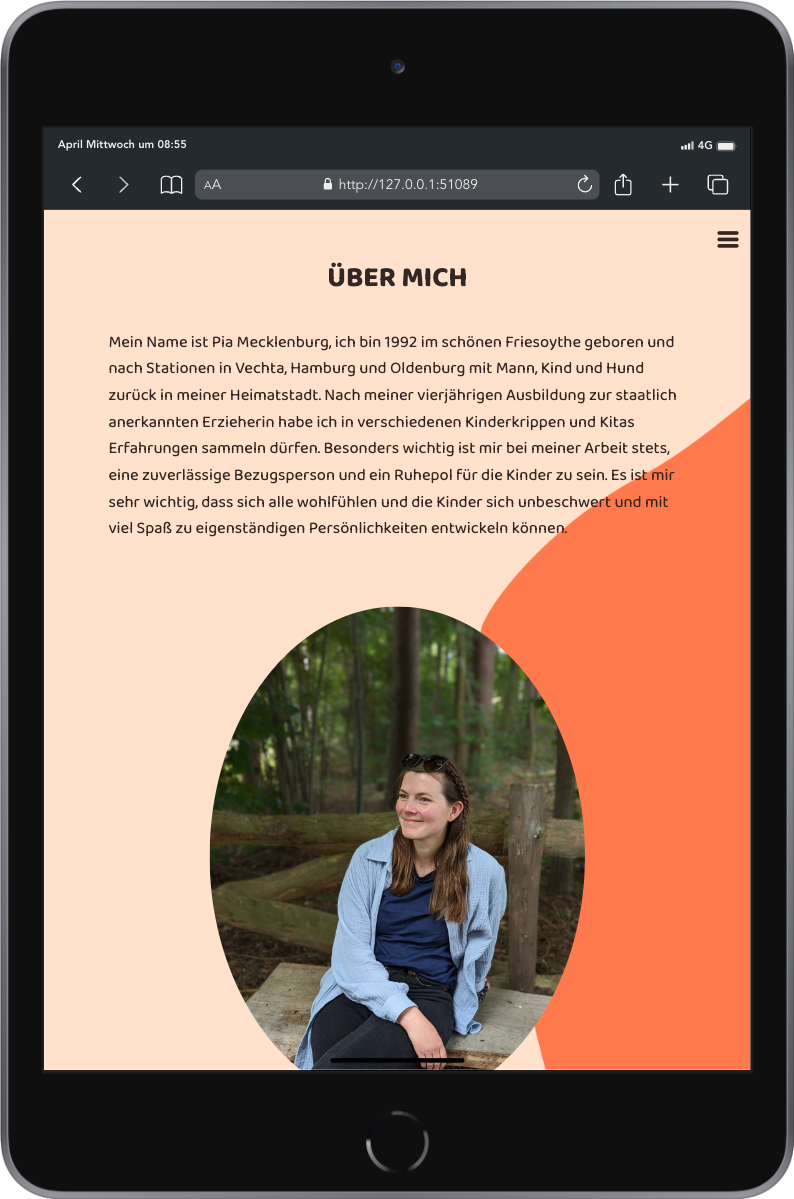 April Mittwoch um 08:55
4G
AA
http://127.0.0.1:51089
ÜBER MICH
Mein Name ist Pia Mecklenburg, ich bin 1992 im schönen Friesoythe geboren und
nach Stationen in Vechta, Hamburg und Oldenburg mit Mann, Kind und Hund
zurück in meiner Heimatstadt. Nach meiner vierjährigen Ausbildung zur staatlich
anerkannten Erzieherin habe ich in verschiedenen Kinderkrippen und Kitas
Erfahrungen sammeln dürfen. Besonders wichtig ist mir bei meiner Arbeit stets,
eine zuverlässige Bezugsperson und ein Ruhepol für die Kinder zu sein. Es ist mir
sehr wichtig, dass sich alle wohlfühlen und die Kinder sich unbeschwert und mit
viel Spaß zu eigenständigen Persönlichkeiten entwickeln können.